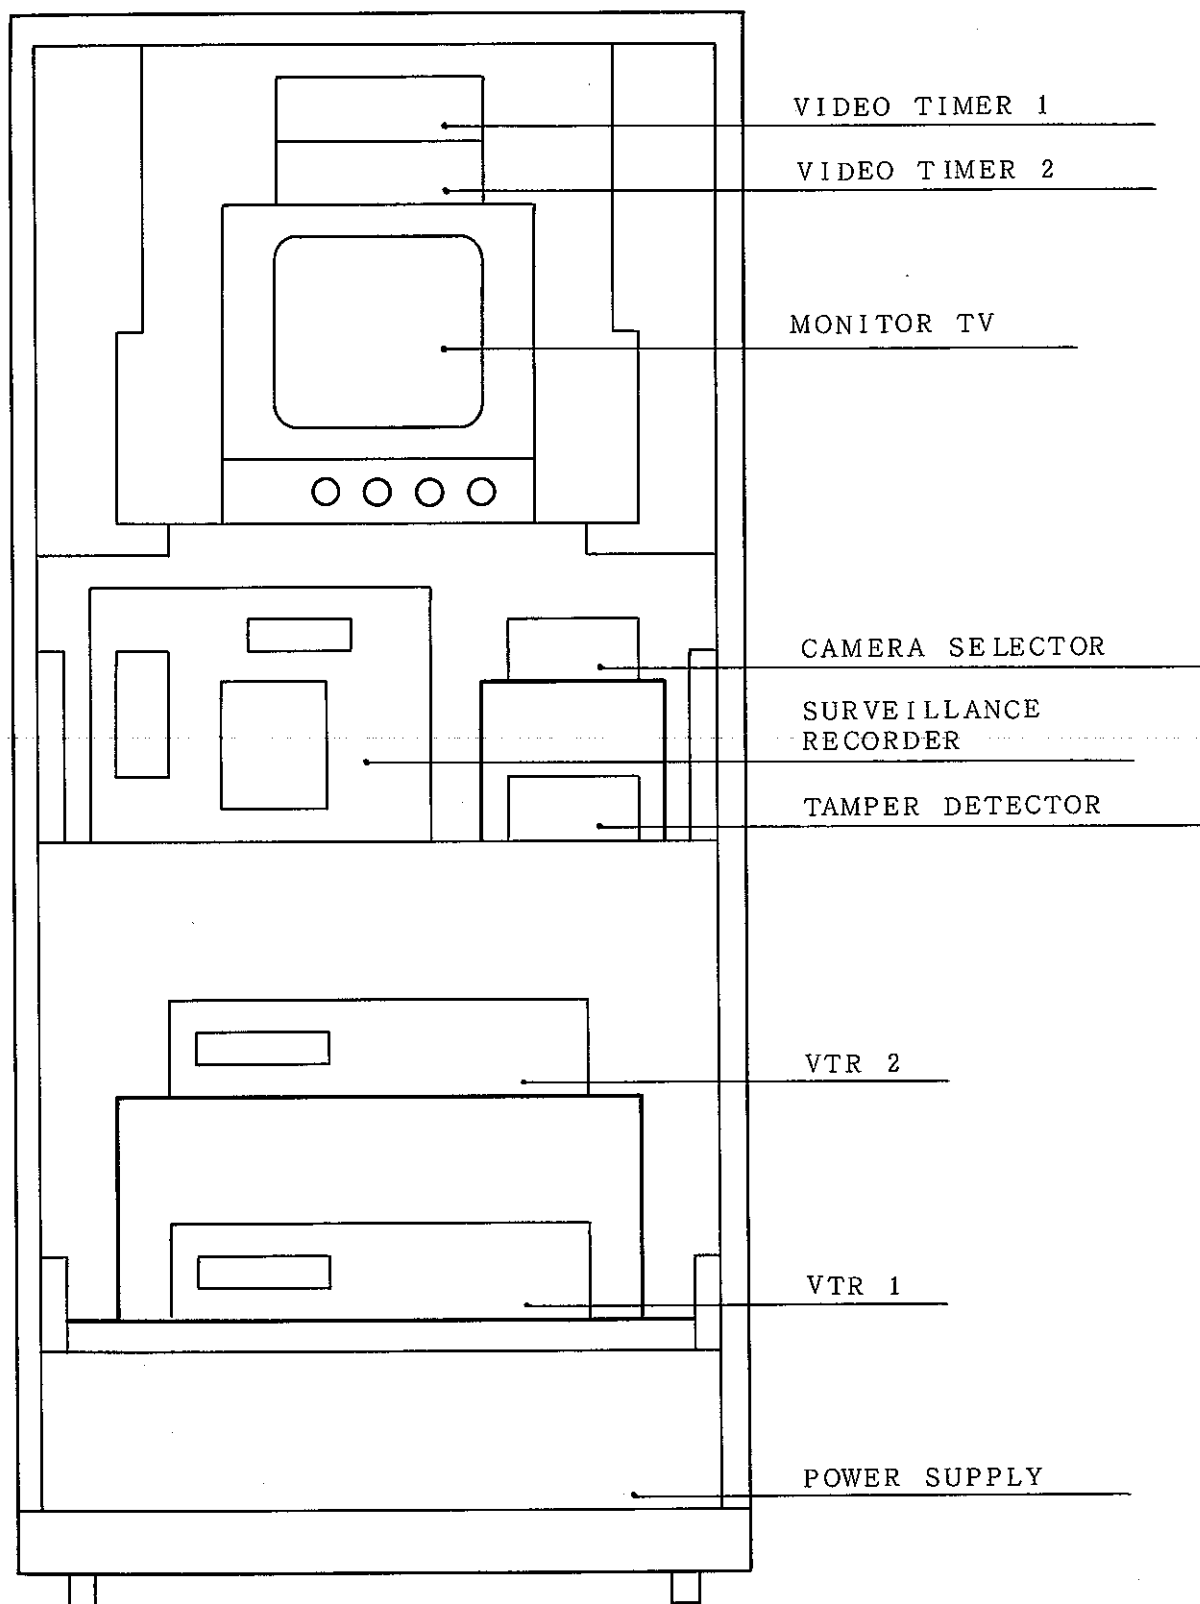 VIDEO TIMER 1
VIDEO TIMER 2
MONITOR TV
CAMERA SELECTOR
SURVEILLANCE
RECORDER
TAMPER DETECTOR
VTR 2
VTR 1
POWER SUPPLY